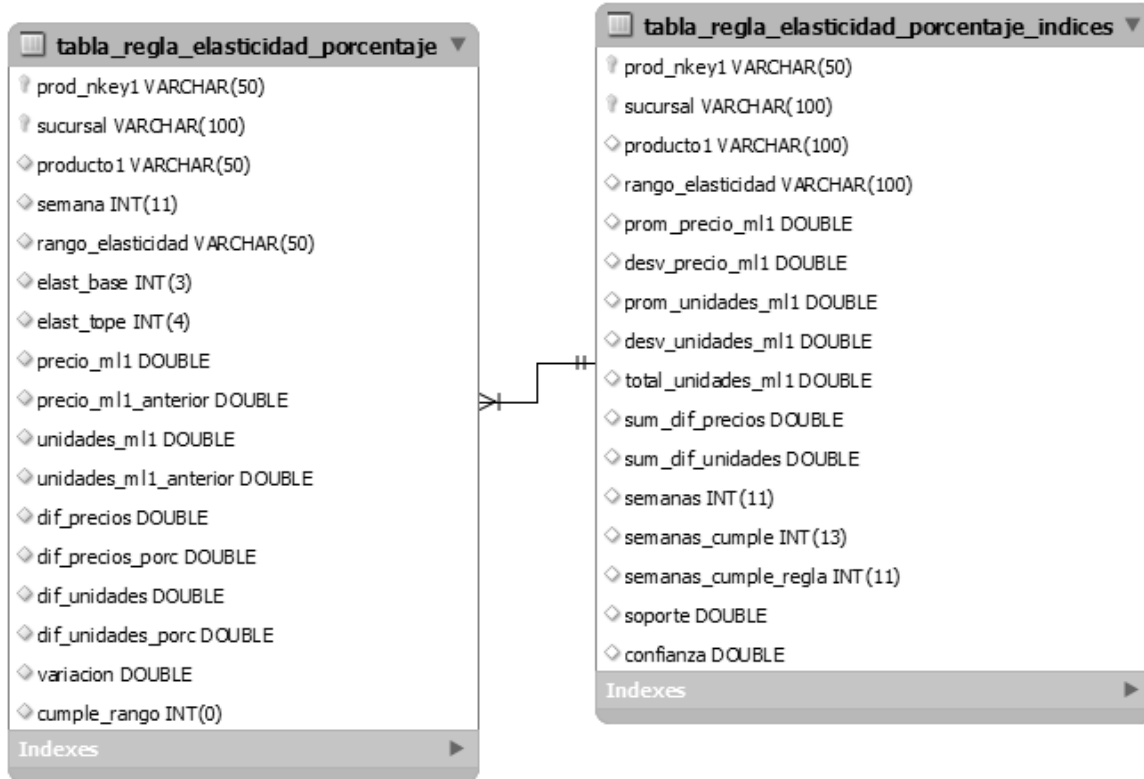 tabla_regla_elasticidad_porcentaje
prod_nkey1 VARCHAR(50)
sucursal VARCHAR(100)
producto1 VARCHAR(50)
semana INT(11)
rango_elasticidad VARCHAR(50)
elast_base INT(3)
elast_tope INT(4)
precio_ml1 DOUBLE
precio_ml1_anterior DOUBLE
unidades_ml1 DOUBLE
unidades_ml1_anterior DOUBLE
dif_precios DOUBLE
dif_precios_porc DOUBLE
dif_unidades DOUBLE
dif_unidades_porc DOUBLE
variacion DOUBLE
cumple_rango INT(0)
Indexes
tabla_regla_elasticidad_porcentaje_indices
prod_nkey1 VARCHAR(50)
sucursal VARCHAR(100)
producto1 VARCHAR(100)
rango_elasticidad VARCHAR(100)
prom_precio_ml1 DOUBLE
desv_precio_ml1 DOUBLE
prom_unidades_ml1 DOUBLE
desv_unidades_ml1 DOUBLE
total_unidades_ml1 DOUBLE
sum_dif_precios DOUBLE
sum_dif_unidades DOUBLE
semanas INT(11)
semanas_cumple INT(13)
semanas_cumple_regla INT(11)
soporte DOUBLE
confianza DOUBLE
Indexes